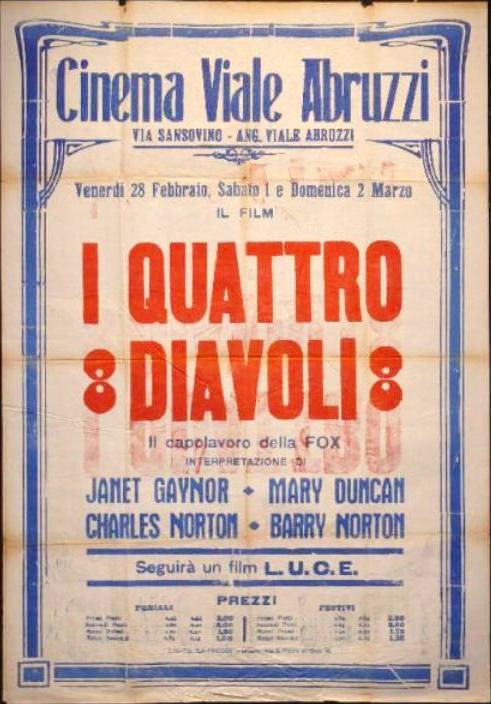 Cinema Viale Abruzzi
VIA SANSOVINO - ANG. VIALE ABRUZZI
Venerdì 28 Febbraio, Sabato 1 e Domenica 2 Marzo
IL FILM
I QUATTRO
DIAVOLI
Il capolavoro della FOX
INTERPRETAZIONE DI
JANET GAYNOR • MARY DUNCAN
CHARLES NORTON • BARRY NORTON
Seguirà un film L.U.C.E.
PREZZI
FERIALI FESTIVI